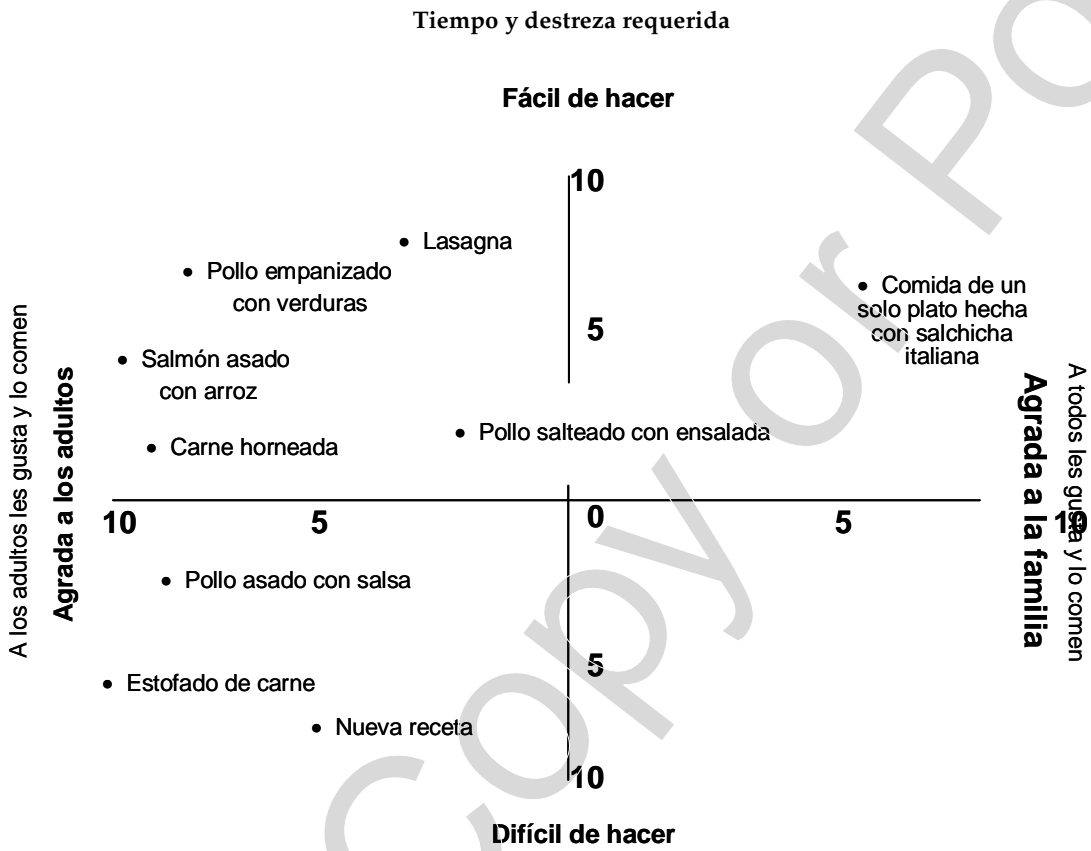 Tiempo y destreza requerida
Fácil de hacer
10
• Lasagna
• Pollo empanizado
con verduras
• Comida de un
solo plato hecha
con salchicha
italiana
5
• Salmón asado
con arroz
• Pollo salteado con ensalada
• Carne horneada
A los adultos les gusta y lo comen
Agrada a los adultos
Agrada a la familia
A todos les gusta y lo comen
10
5
0
5
10
• Pollo asado con salsa
5
• Estofado de carne
• Nueva receta
10
Difícil de hacer
Copy or Po